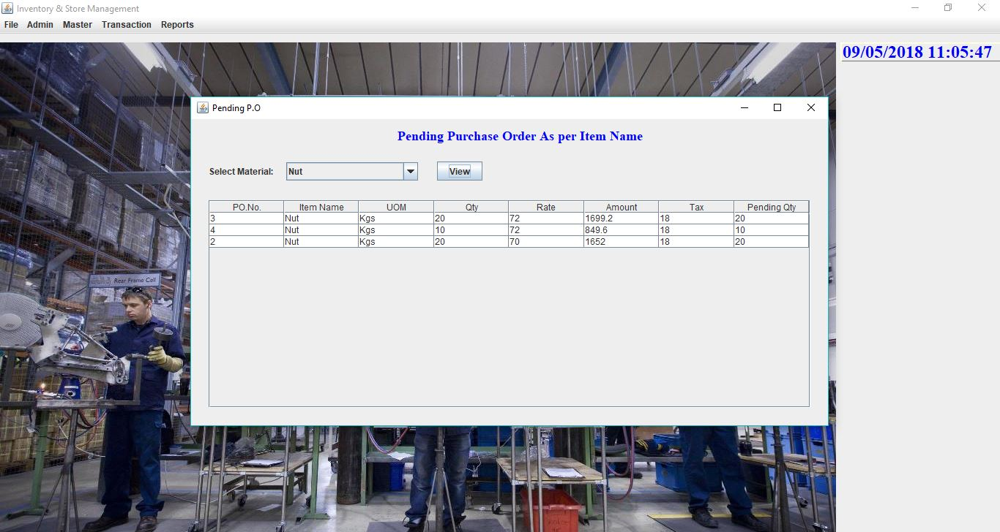 Inventory & Store Management
File Admin Master Transaction Reports
09/05/2018 11:05:47
Pending P.O
Pending Purchase Order As per Item Name
Select Material: Nut View
PO.No. Item Name UOM Qty Rate Amount Tax Pending Qty
3 Nut Kgs 20 72 1699.2 18 20
4 Nut Kgs 10 72 849.6 18 10
2 Nut Kgs 20 70 1652 18 20
Rear Frame Cell